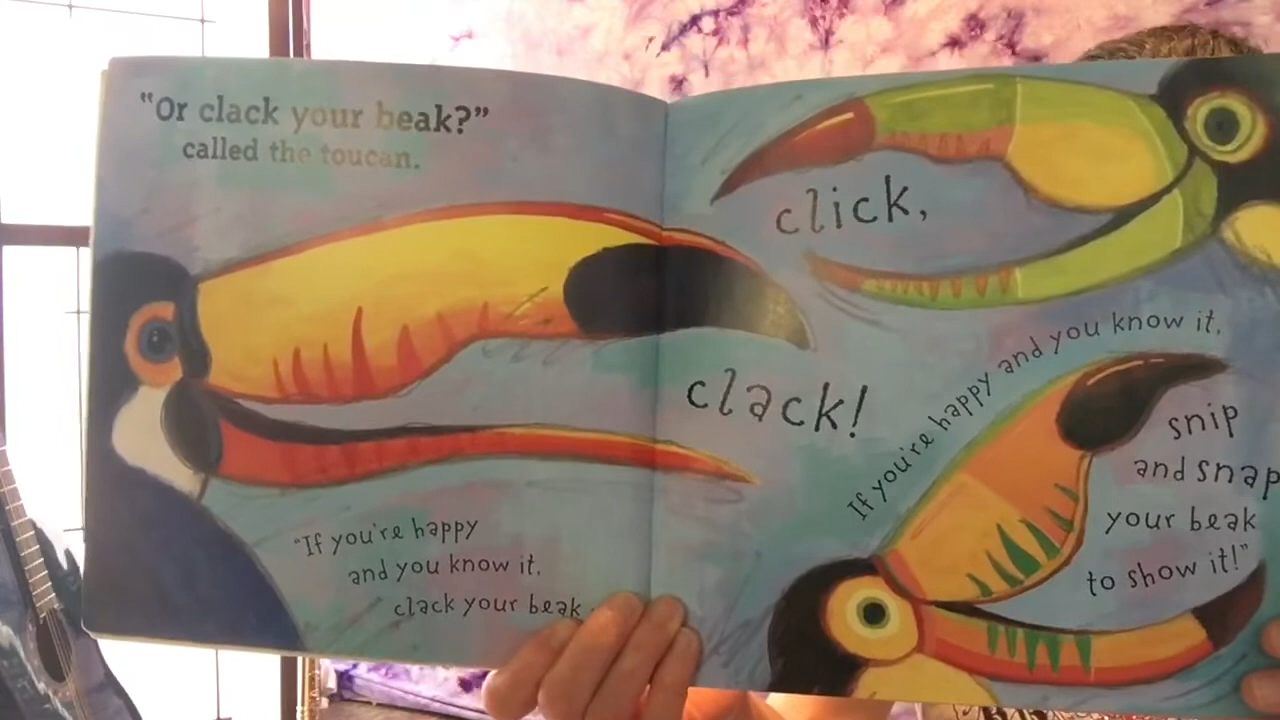 "Or clack your beak?"
called the toucan.
"If you're happy
and you know it,
clack your beak
click,
clack!
If you're happy and you know it,
snip
and snap
your beak
to show it!"